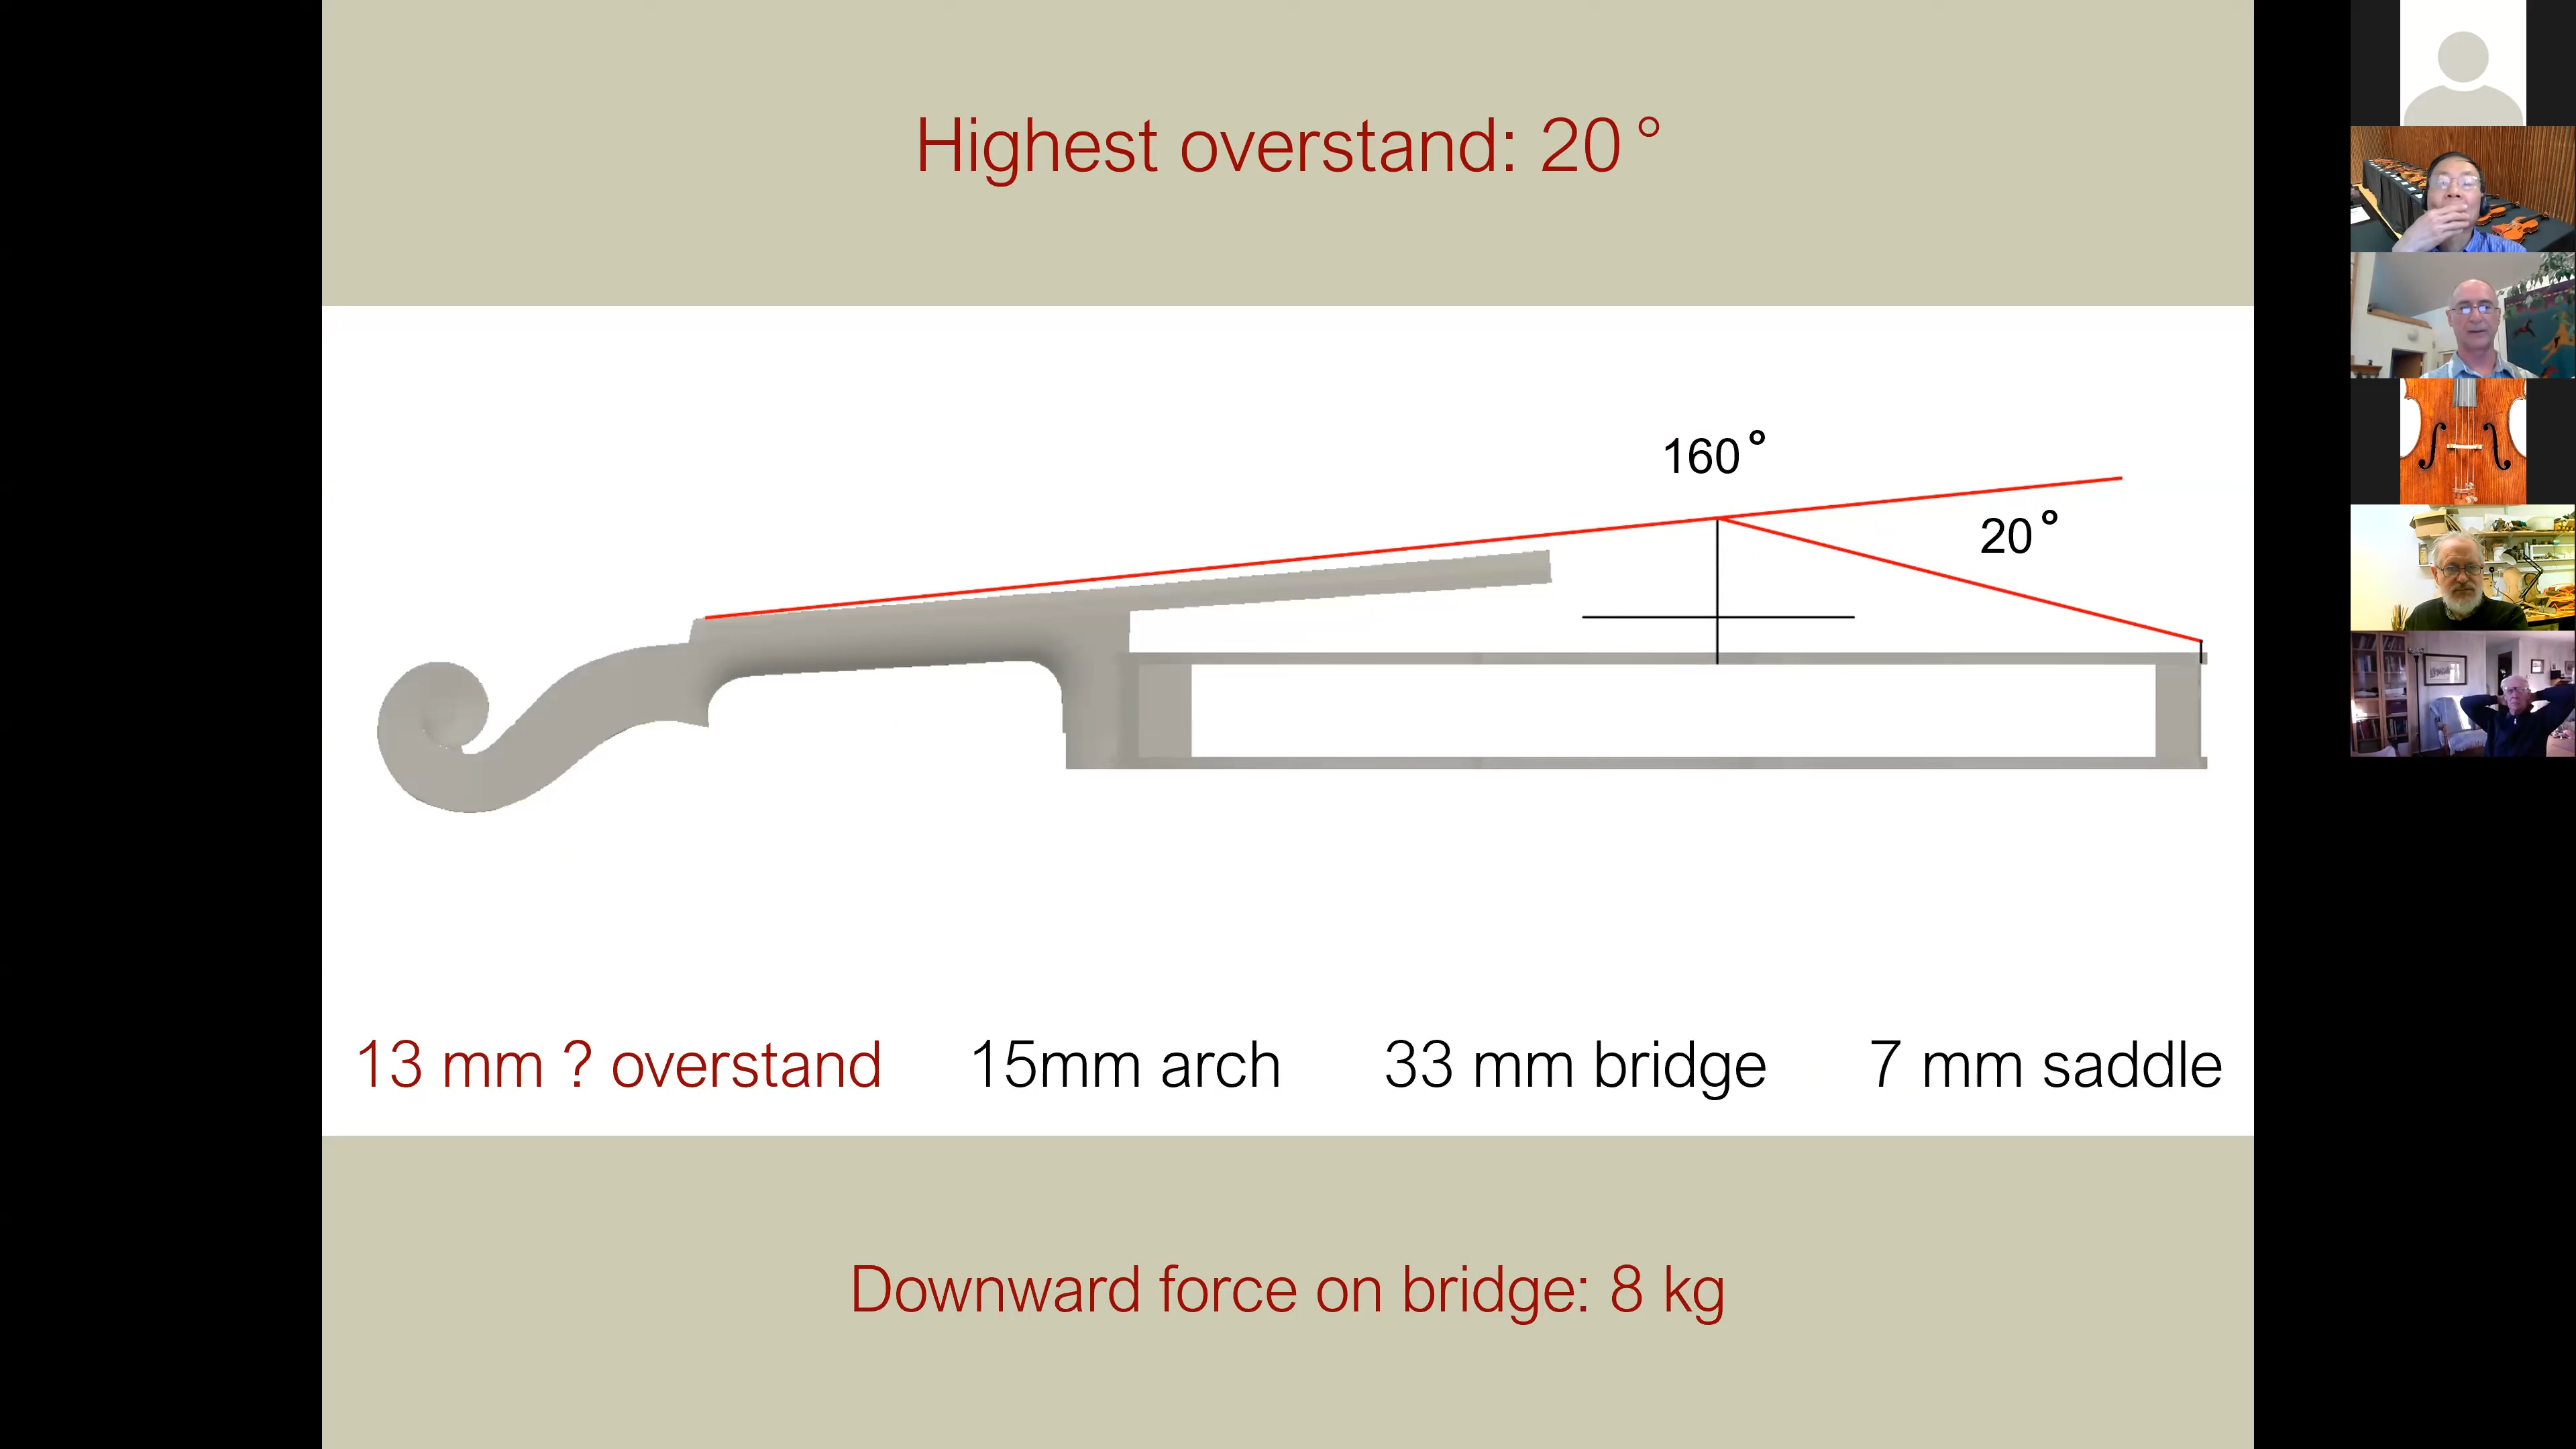 Highest overstand: 20°
160°
20°
13 mm ? overstand 15mm arch 33 mm bridge 7 mm saddle
Downward force on bridge: 8 kg